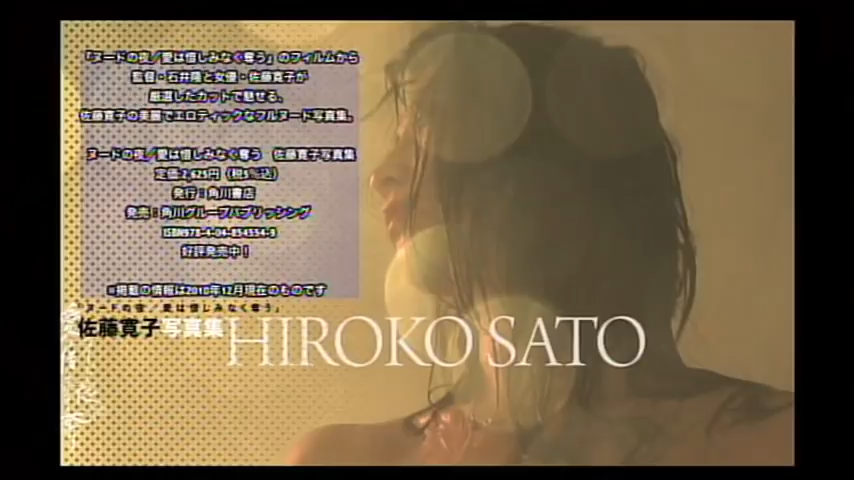 『ヌードの夜／愛は惜しみなく奪う』のフィルムから
監督・石井隆と女優・佐藤寛子が
厳選したカットで魅せる、
佐藤寛子の美麗でエロティックなフルヌード写真集。
ヌードの夜／愛は惜しみなく奪う 佐藤寛子写真集
定価2,625円（税5％込）
発行：角川書店
発売：角川グループパブリッシング
ISBN978-4-04-854554-9
好評発売中！
※掲載の情報は2010年12月現在のものです
「ヌードの夜／愛は惜しみなく奪う」
佐藤寛子写真集
HIROKO SATO